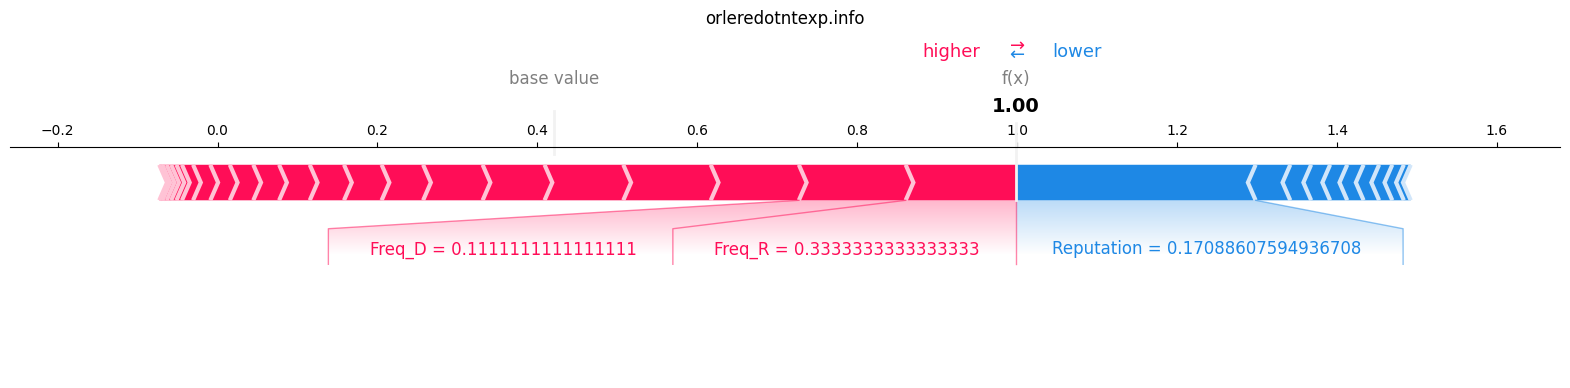 orleredotntexp.info
higher ⇄ lower
base value f(x)
1.00
−0.2 0.0 0.2 0.4 0.6 0.8 1.0 1.2 1.4 1.6
Freq_D = 0.1111111111111111 Freq_R = 0.3333333333333333 Reputation = 0.17088607594936708